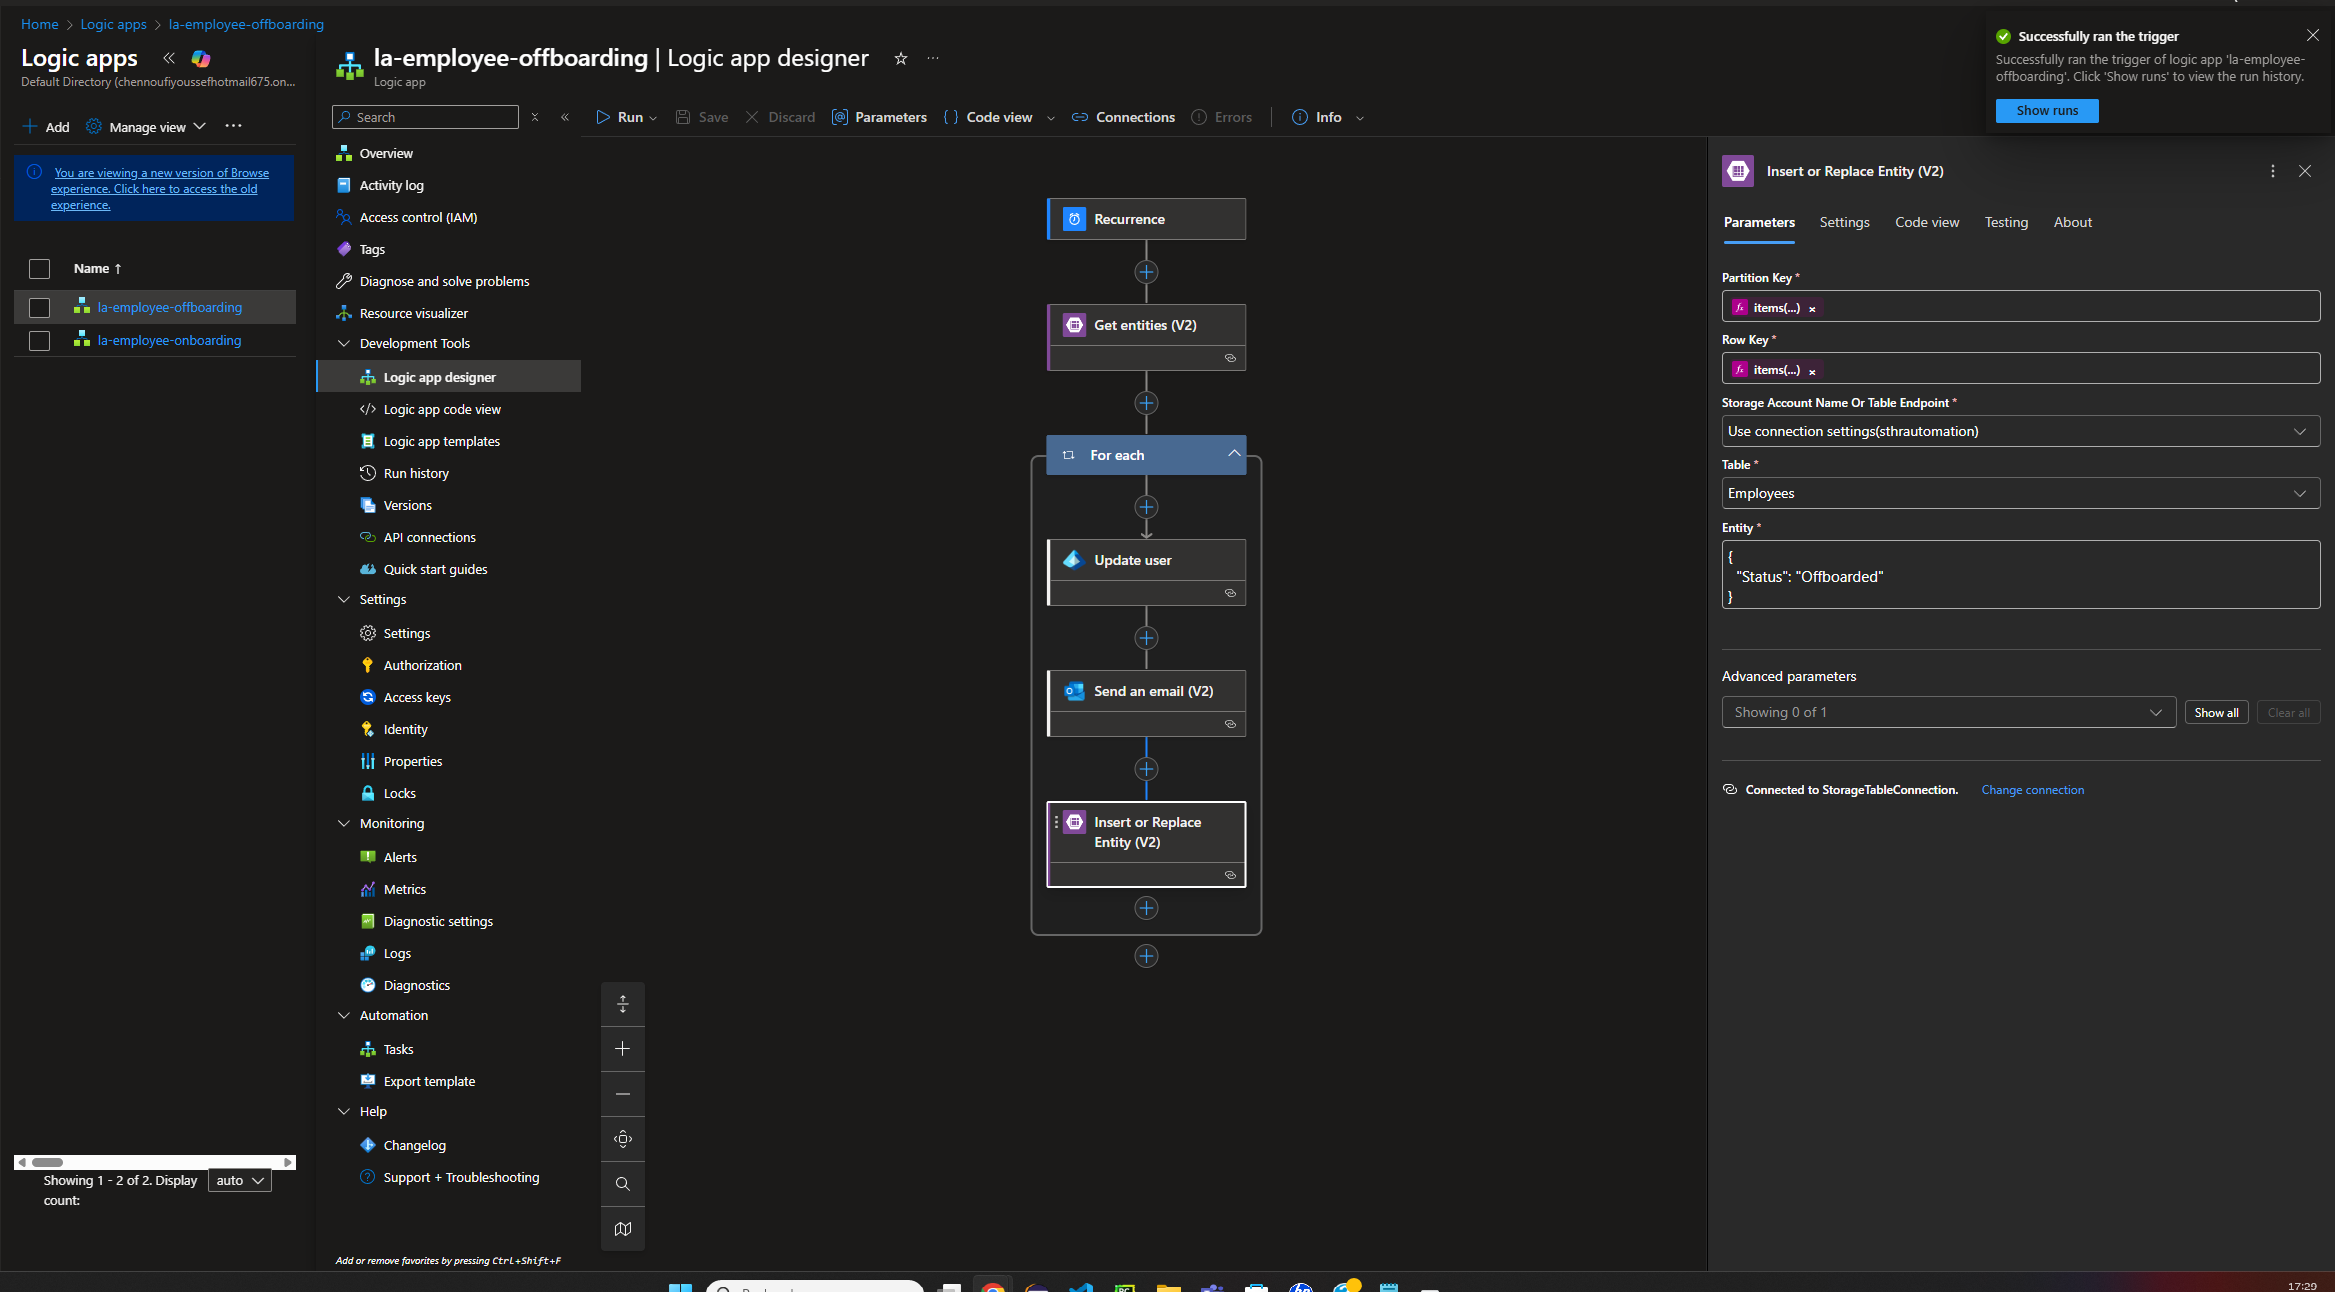 Home > Logic apps > la-employee-offboarding
Logic apps
Default Directory (chennoufiyoussefhotmail675.on...
Add
Manage view
You are viewing a new version of Browse
experience. Click here to access the old
experience.
Name ↑
la-employee-offboarding
la-employee-onboarding
Showing 1 - 2 of 2. Display
count:
auto
la-employee-offboarding | Logic app designer
Logic app
Search
Overview
Activity log
Access control (IAM)
Tags
Diagnose and solve problems
Resource visualizer
Development Tools
Logic app designer
Logic app code view
Logic app templates
Run history
Versions
API connections
Quick start guides
Settings
Settings
Authorization
Access keys
Identity
Properties
Locks
Monitoring
Alerts
Metrics
Diagnostic settings
Logs
Diagnostics
Automation
Tasks
Export template
Help
Changelog
Support + Troubleshooting
Add or remove favorites by pressing Ctrl+Shift+F
Run
Save
Discard
Parameters
Code view
Connections
Errors
Info
Recurrence
Get entities (V2)
For each
Update user
Send an email (V2)
Insert or Replace
Entity (V2)
Successfully ran the trigger
Successfully ran the trigger of logic app 'la-employee-
offboarding'. Click 'Show runs' to view the run history.
Show runs
Insert or Replace Entity (V2)
Parameters
Settings
Code view
Testing
About
Partition Key *
items(...) ×
Row Key *
items(...) ×
Storage Account Name Or Table Endpoint *
Use connection settings(sthrautomation)
Table *
Employees
Entity *
{
"Status": "Offboarded"
}
Advanced parameters
Showing 0 of 1
Show all
Clear all
Connected to StorageTableConnection.
Change connection
17:29